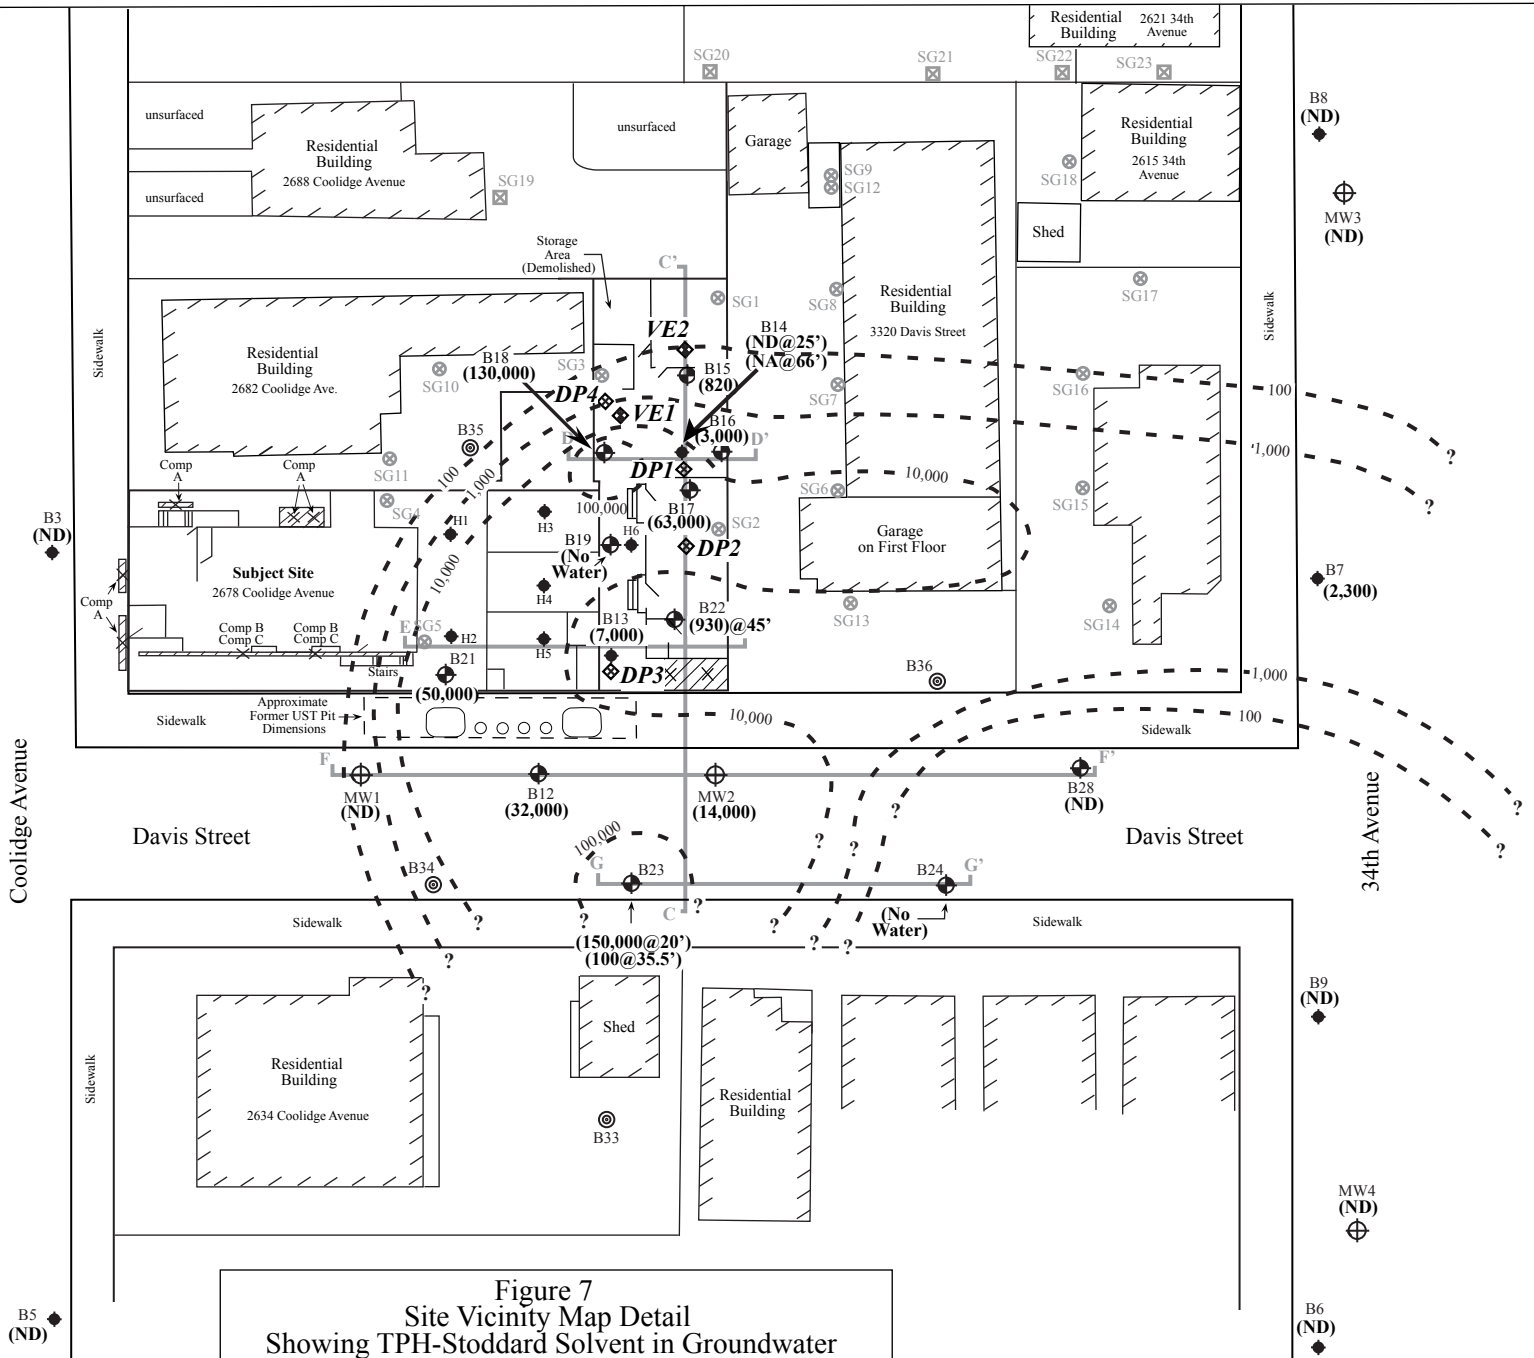 Residential
Building
2621 34th
Avenue
SG20
SG21
SG22
SG23
B8
(ND)
unsurfaced
unsurfaced
Garage
Residential
Building
2688 Coolidge Avenue
Residential
Building
2615 34th
Avenue
SG9
SG12
SG18
SG19
unsurfaced
MW3
(ND)
Shed
Storage
Area
(Demolished)
C'
SG1
SG8
SG17
Residential
Building
3320 Davis Street
Sidewalk
Sidewalk
VE2
B14
(ND@25')
(NA@66')
Residential
Building
2682 Coolidge Ave.
B18
(130,000)
SG3
SG10
B15
(820)
SG7
SG16
100
DP4
VE1
B16
(3,000)
B35
D
D'
1,000
?
?
SG11
Comp
A
Comp
A
100
1,000
DP1
10,000
SG6
SG15
SG4
100,000
B17
(63,000)
SG2
H1
H3
H6
B3
(ND)
B19
(No
Water)
DP2
Garage
on First Floor
10,000
Subject Site
2678 Coolidge Avenue
H4
B7
(2,300)
Comp
A
Comp B
Comp C
Comp B
Comp C
E
SG5
H2
B13
(7,000)
H5
B22
(930)@45'
SG13
SG14
Stairs
B21
(50,000)
DP3
B36
1,000
Approximate
Former UST Pit
Dimensions
Sidewalk
10,000
100
Sidewalk
F
F'
MW1
(ND)
B12
(32,000)
MW2
(14,000)
B28
(ND)
?
?
Coolidge Avenue
Davis Street
100,000
?
?
Davis Street
34th Avenue
?
B34
G
B23
B24
G'
C
?
Sidewalk
?
?
?
(No
Water)
Sidewalk
(150,000@20')
(100@35.5')
?
?
?
?
B9
(ND)
Shed
Residential
Building
2634 Coolidge Avenue
Sidewalk
Residential
Building
B33
MW4
(ND)
B5
(ND)
B6
(ND)
Figure 7
Site Vicinity Map Detail
Showing TPH-Stoddard Solvent in Groundwater